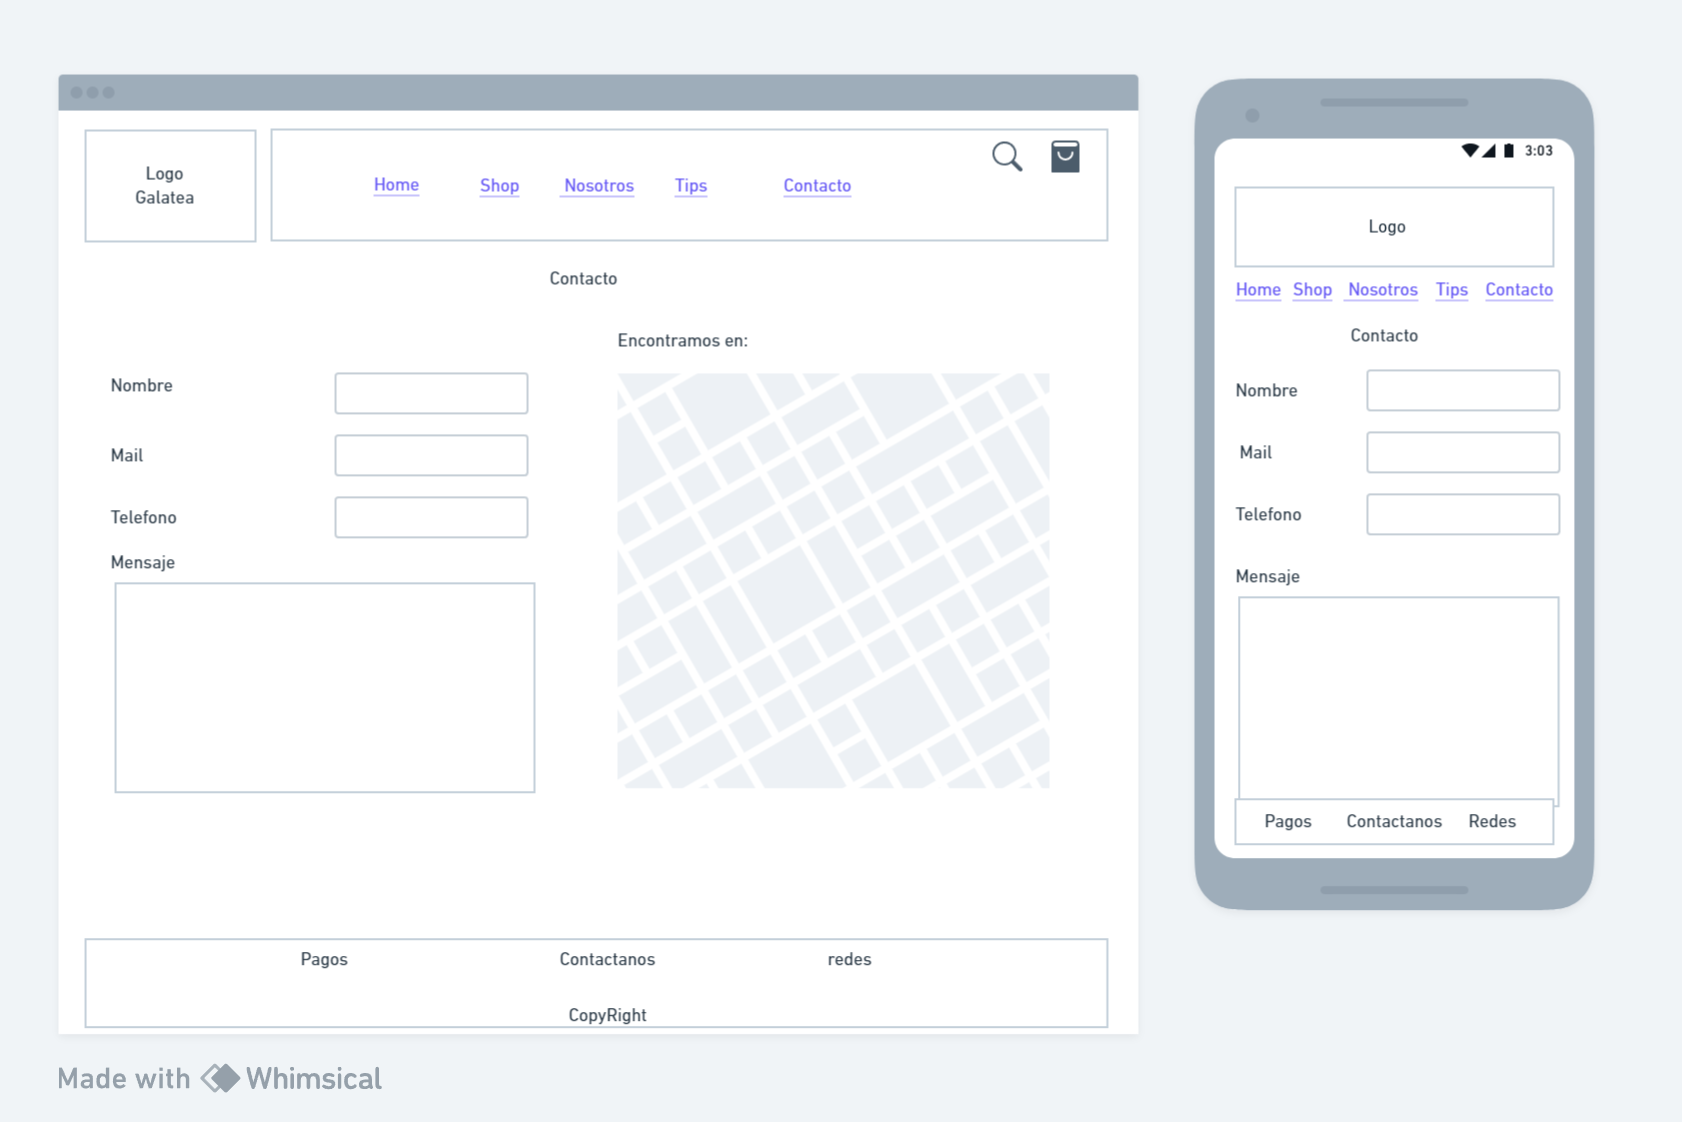 Logo
Galatea
Home Shop Nosotros Tips Contacto
Contacto
Encontramos en:
Nombre
Mail
Telefono
Mensaje
Pagos Contactanos redes
CopyRight
3:03
Logo
Home Shop Nosotros Tips Contacto
Contacto
Nombre
Mail
Telefono
Mensaje
Pagos Contactanos Redes
Made with Whimsical